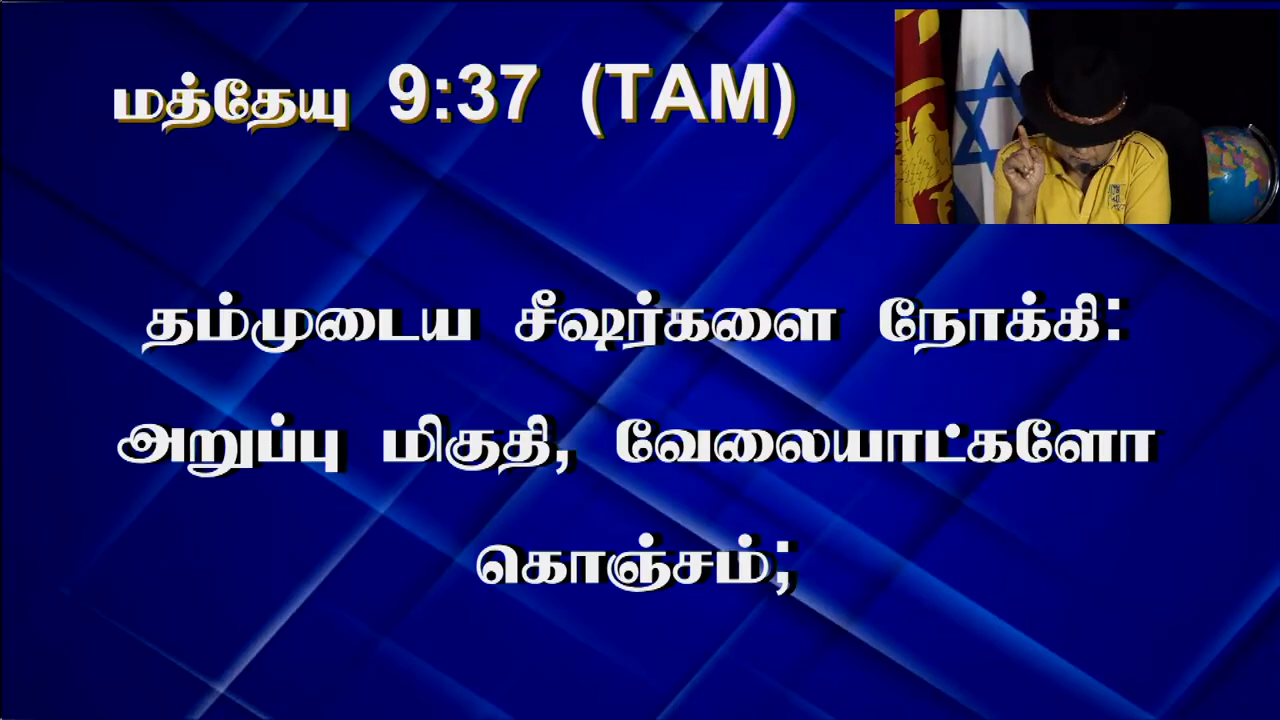 மத்தேயு 9:37 (TAM)
தம்முடைய சீஷர்களை நோக்கி:
அறுப்பு மிகுதி, வேலையாட்களோ
கொஞ்சம்;